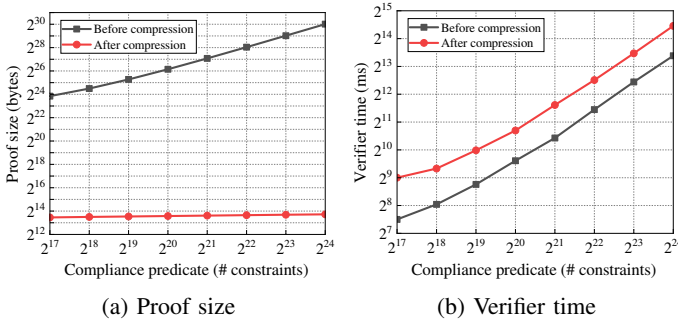 2^30
2^28
2^26
2^24
2^22
2^20
2^18
2^16
2^14
2^12
Proof size (bytes)
Before compression
After compression
2^17 2^18 2^19 2^20 2^21 2^22 2^23 2^24
Compliance predicate (# constraints)
(a) Proof size
2^15
2^14
2^13
2^12
2^11
2^10
2^9
2^8
2^7
Verifier time (ms)
Before compression
After compression
2^17 2^18 2^19 2^20 2^21 2^22 2^23 2^24
Compliance predicate (# constraints)
(b) Verifier time